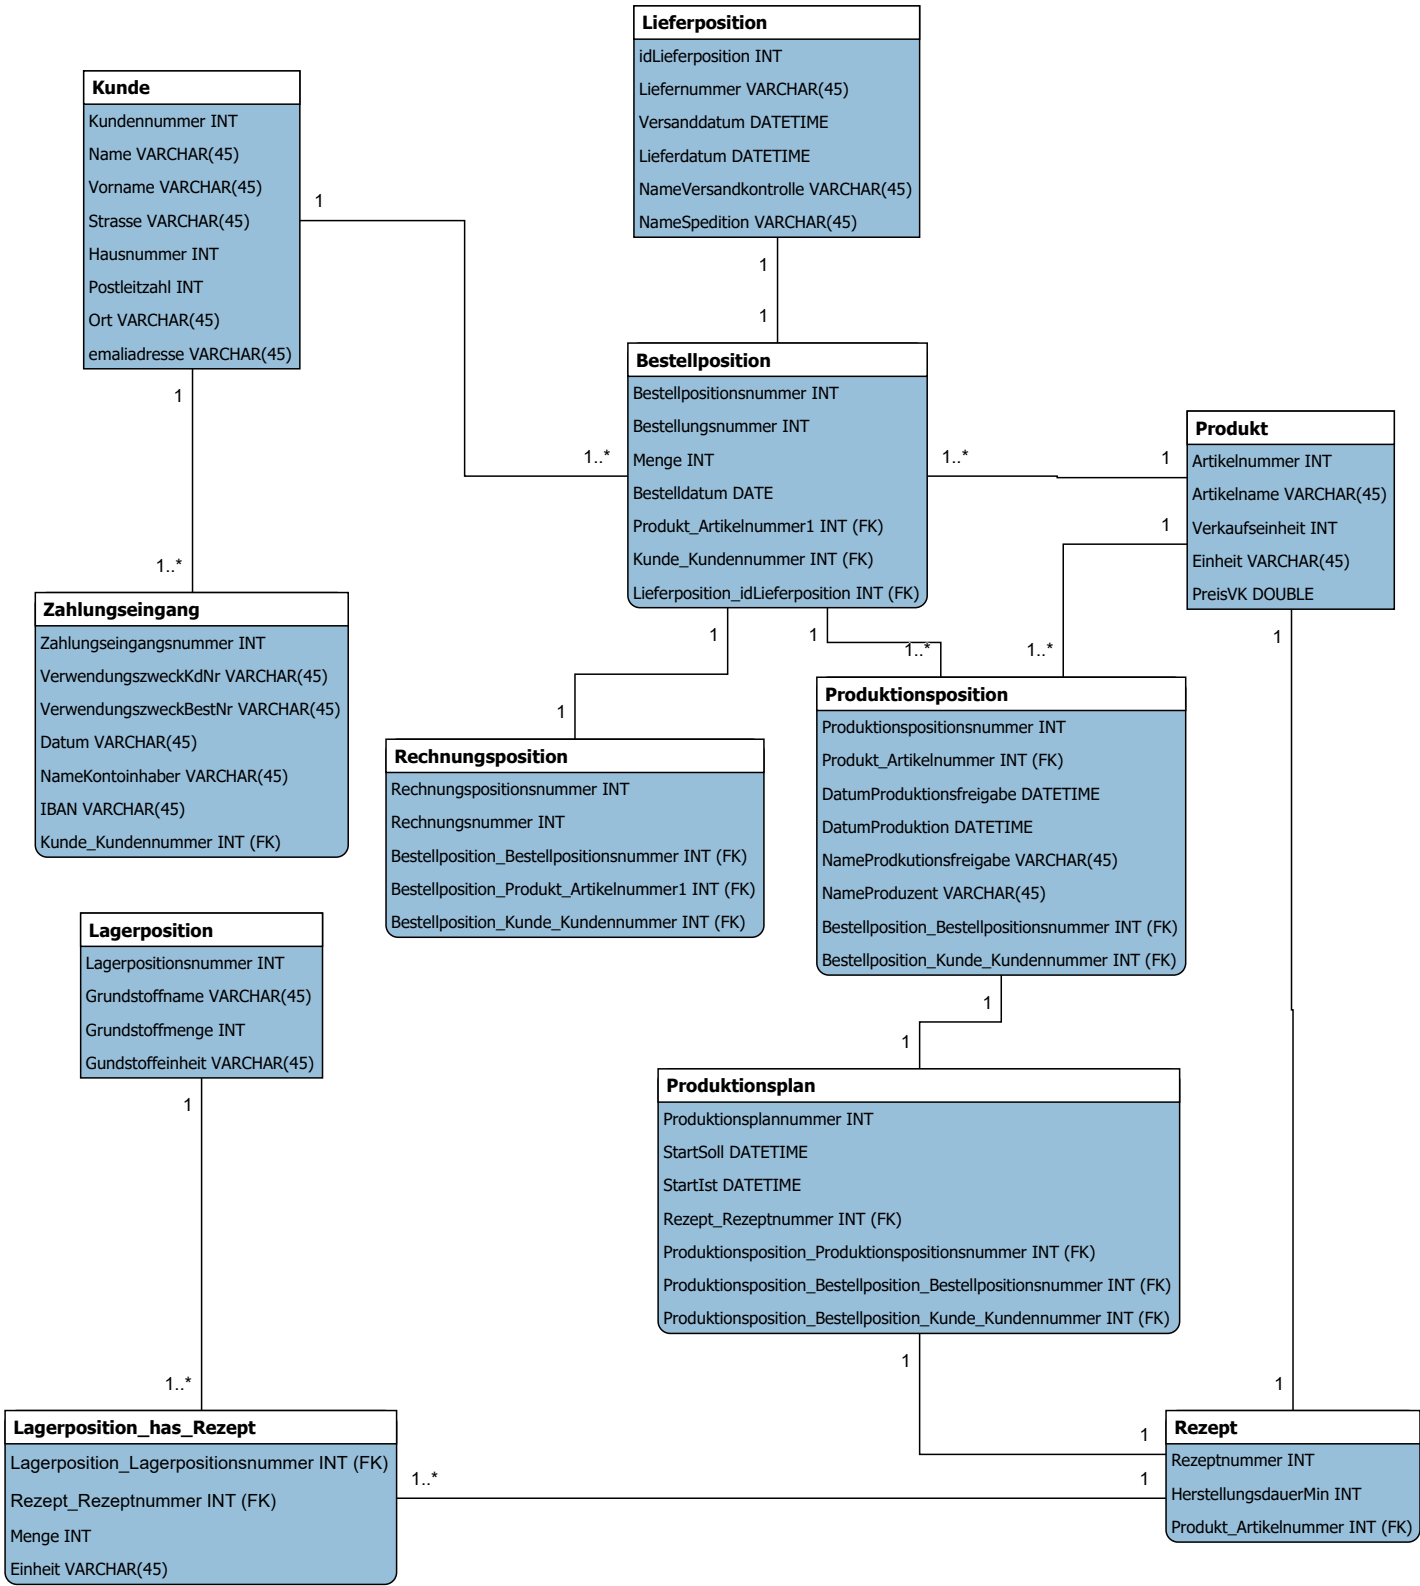 Lieferposition
idLieferposition INT
Liefernummer VARCHAR(45)
Versanddatum DATETIME
Lieferdatum DATETIME
NameVersandkontrolle VARCHAR(45)
NameSpedition VARCHAR(45)
Kunde
Kundennummer INT
Name VARCHAR(45)
Vorname VARCHAR(45)
Strasse VARCHAR(45)
Hausnummer INT
Postleitzahl INT
Ort VARCHAR(45)
emaliadresse VARCHAR(45)
1
1
1
1
1..*
1..*
1
1
1..*
Bestellposition
Bestellpositionsnummer INT
Bestellungsnummer INT
Menge INT
Bestelldatum DATE
Produkt_Artikelnummer1 INT (FK)
Kunde_Kundennummer INT (FK)
Lieferposition_idLieferposition INT (FK)
Produkt
Artikelnummer INT
Artikelname VARCHAR(45)
Verkaufseinheit INT
Einheit VARCHAR(45)
PreisVK DOUBLE
Zahlungseingang
Zahlungseingangsnummer INT
VerwendungszweckKdNr VARCHAR(45)
VerwendungszweckBestNr VARCHAR(45)
Datum VARCHAR(45)
NameKontoinhaber VARCHAR(45)
IBAN VARCHAR(45)
Kunde_Kundennummer INT (FK)
1
1
1
1..*
1..*
1
Rechnungsposition
Rechnungspositionsnummer INT
Rechnungsnummer INT
Bestellposition_Bestellpositionsnummer INT (FK)
Bestellposition_Produkt_Artikelnummer1 INT (FK)
Bestellposition_Kunde_Kundennummer INT (FK)
Produktionsposition
Produktionspositionsnummer INT
Produkt_Artikelnummer INT (FK)
DatumProduktionsfreigabe DATETIME
DatumProduktion DATETIME
NameProdkutionsfreigabe VARCHAR(45)
NameProduzent VARCHAR(45)
Bestellposition_Bestellpositionsnummer INT (FK)
Bestellposition_Kunde_Kundennummer INT (FK)
Lagerposition
Lagerpositionsnummer INT
Grundstoffname VARCHAR(45)
Grundstoffmenge INT
Gundstoffeinheit VARCHAR(45)
1
1
1
Produktionsplan
Produktionsplannummer INT
StartSoll DATETIME
StartIst DATETIME
Rezept_Rezeptnummer INT (FK)
Produktionsposition_Produktionspositionsnummer INT (FK)
Produktionsposition_Bestellposition_Bestellpositionsnummer INT (FK)
Produktionsposition_Bestellposition_Kunde_Kundennummer INT (FK)
1
1..*
1
1
1..*
1
Lagerposition_has_Rezept
Lagerposition_Lagerpositionsnummer INT (FK)
Rezept_Rezeptnummer INT (FK)
Menge INT
Einheit VARCHAR(45)
Rezept
Rezeptnummer INT
HerstellungsdauerMin INT
Produkt_Artikelnummer INT (FK)